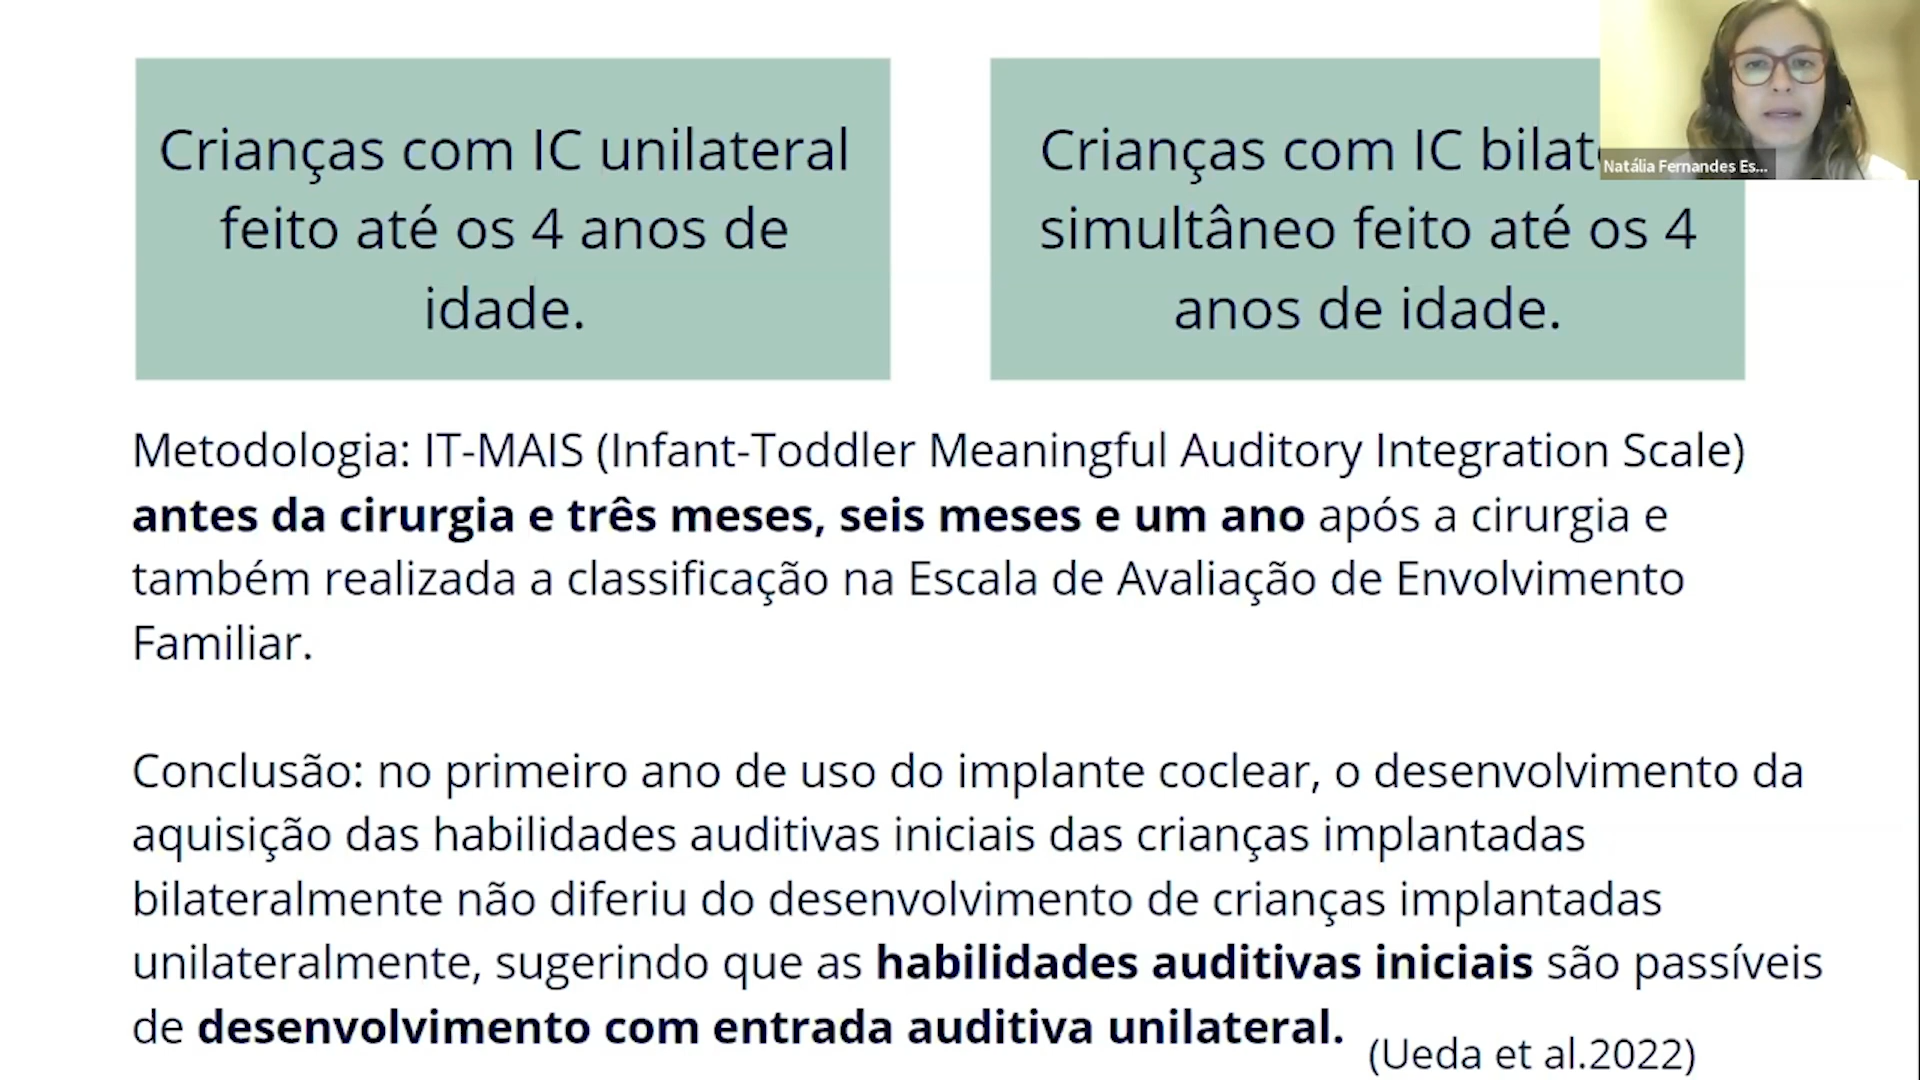 Crianças com IC unilateral
feito até os 4 anos de
idade.
Crianças com IC
simultâneo feito até os 4
anos de idade.
Natália Fernandes Es...
Metodologia: IT-MAIS (Infant-Toddler Meaningful Auditory Integration Scale)
antes da cirurgia e três meses, seis meses e um ano após a cirurgia e
também realizada a classificação na Escala de Avaliação de Envolvimento
Familiar.
Conclusão: no primeiro ano de uso do implante coclear, o desenvolvimento da
aquisição das habilidades auditivas iniciais das crianças implantadas
bilateralmente não diferiu do desenvolvimento de crianças implantadas
unilateralmente, sugerindo que as habilidades auditivas iniciais são passíveis
de desenvolvimento com entrada auditiva unilateral.
(Ueda et al.2022)